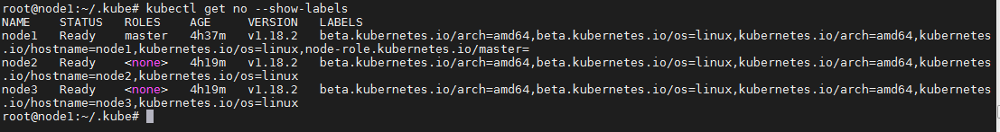 root@node1:~/.kube# kubectl get no --show-labels
NAME    STATUS   ROLES    AGE     VERSION   LABELS
node1   Ready    master   4h37m   v1.18.2   beta.kubernetes.io/arch=amd64,beta.kubernetes.io/os=linux,kubernetes.io/arch=amd64,kubernetes
.io/hostname=node1,kubernetes.io/os=linux,node-role.kubernetes.io/master=
node2   Ready    <none>   4h19m   v1.18.2   beta.kubernetes.io/arch=amd64,beta.kubernetes.io/os=linux,kubernetes.io/arch=amd64,kubernetes
.io/hostname=node2,kubernetes.io/os=linux
node3   Ready    <none>   4h19m   v1.18.2   beta.kubernetes.io/arch=amd64,beta.kubernetes.io/os=linux,kubernetes.io/arch=amd64,kubernetes
.io/hostname=node3,kubernetes.io/os=linux
root@node1:~/.kube#